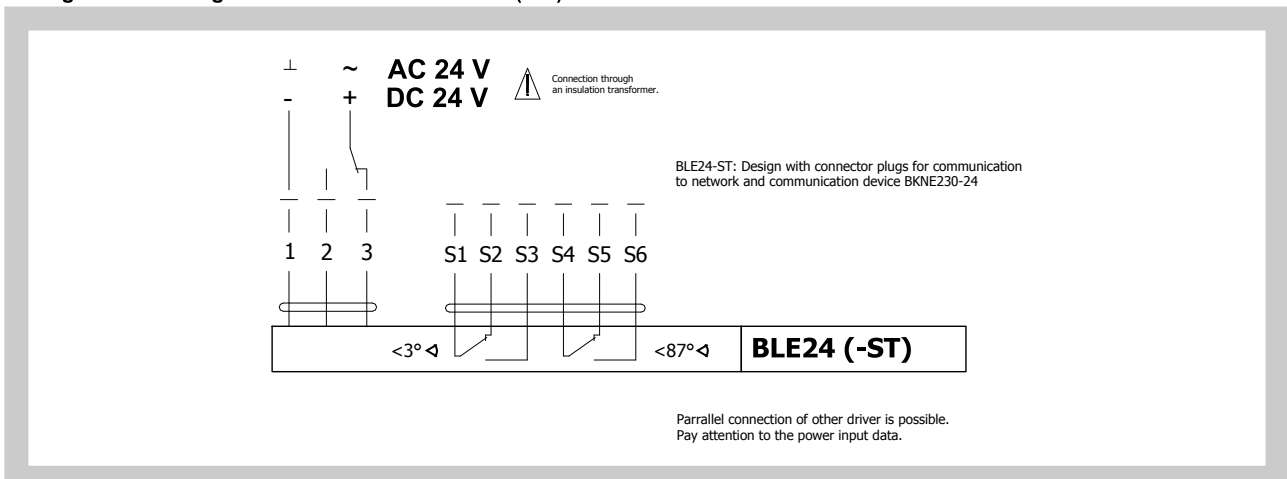 ⊥ ~ AC 24 V
- + DC 24 V
Connection through
an insulation transformer.
BLE24-ST: Design with connector plugs for communication
to network and communication device BKNE230-24
1 2 3 S1 S2 S3 S4 S5 S6
<3° <87° BLE24 (-ST)
Parrallel connection of other driver is possible.
Pay attention to the power input data.